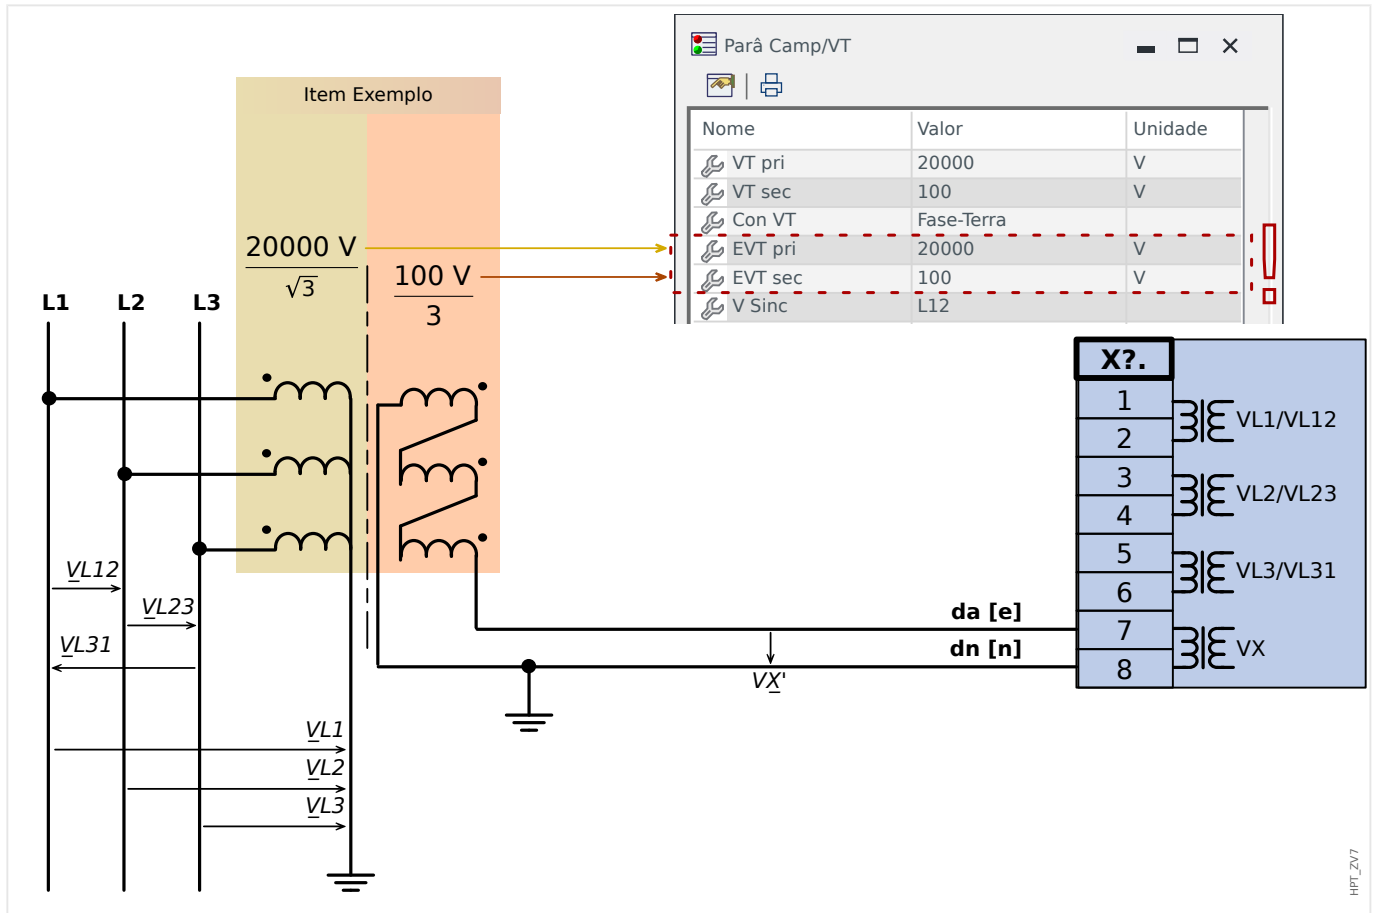 Parâ Camp/VT
Item Exemplo
Nome Valor Unidade
VT pri 20000 V
VT sec 100 V
Con VT Fase-Terra
EVT pri 20000 V
EVT sec 100 V
V Sinc L12
20000 V
√3
100 V
3
L1 L2 L3
X?.
1
2
VL1/VL12
3
4
VL2/VL23
5
6
VL3/VL31
7
8
VX
VL12
VL23
VL31
da [e]
dn [n]
VX'
VL1
VL2
VL3
HPT_ZV7